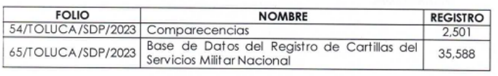 FOLIO NOMBRE REGISTRO
54/TOLUCA/SDP/2023 Comparecencias 2,501
65/TOLUCA/SDP/2023 Base de Datos del Registro de Cartillas del Servicios Militar Nacional 35,588